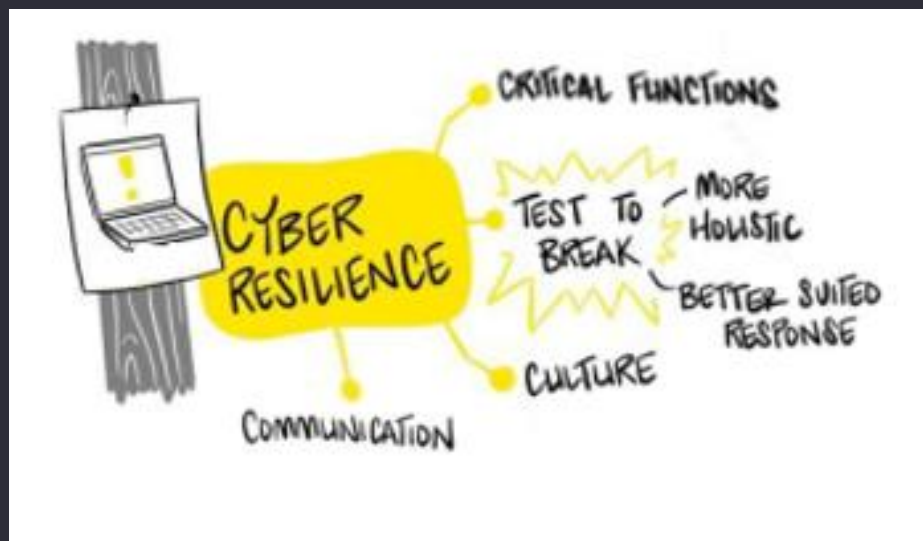 CYBER
RESILIENCE
CRITICAL FUNCTIONS
TEST TO
BREAK
MORE
HOLISTIC
BETTER SUITED
RESPONSE
CULTURE
COMMUNICATION